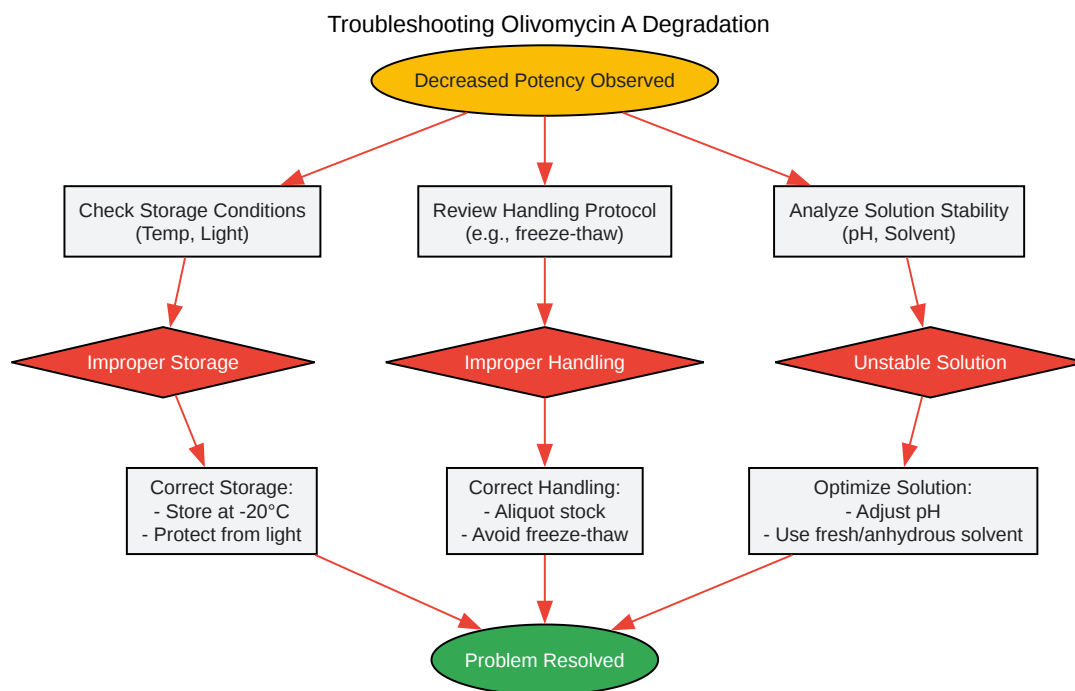 Troubleshooting Olivomycin A Degradation
Decreased Potency Observed
Check Storage Conditions
(Temp, Light)
Review Handling Protocol
(e.g., freeze-thaw)
Analyze Solution Stability
(pH, Solvent)
Improper Storage
Improper Handling
Unstable Solution
Correct Storage:
- Store at -20°C
- Protect from light
Correct Handling:
- Aliquot stock
- Avoid freeze-thaw
Optimize Solution:
- Adjust pH
- Use fresh/anhydrous solvent
Problem Resolved